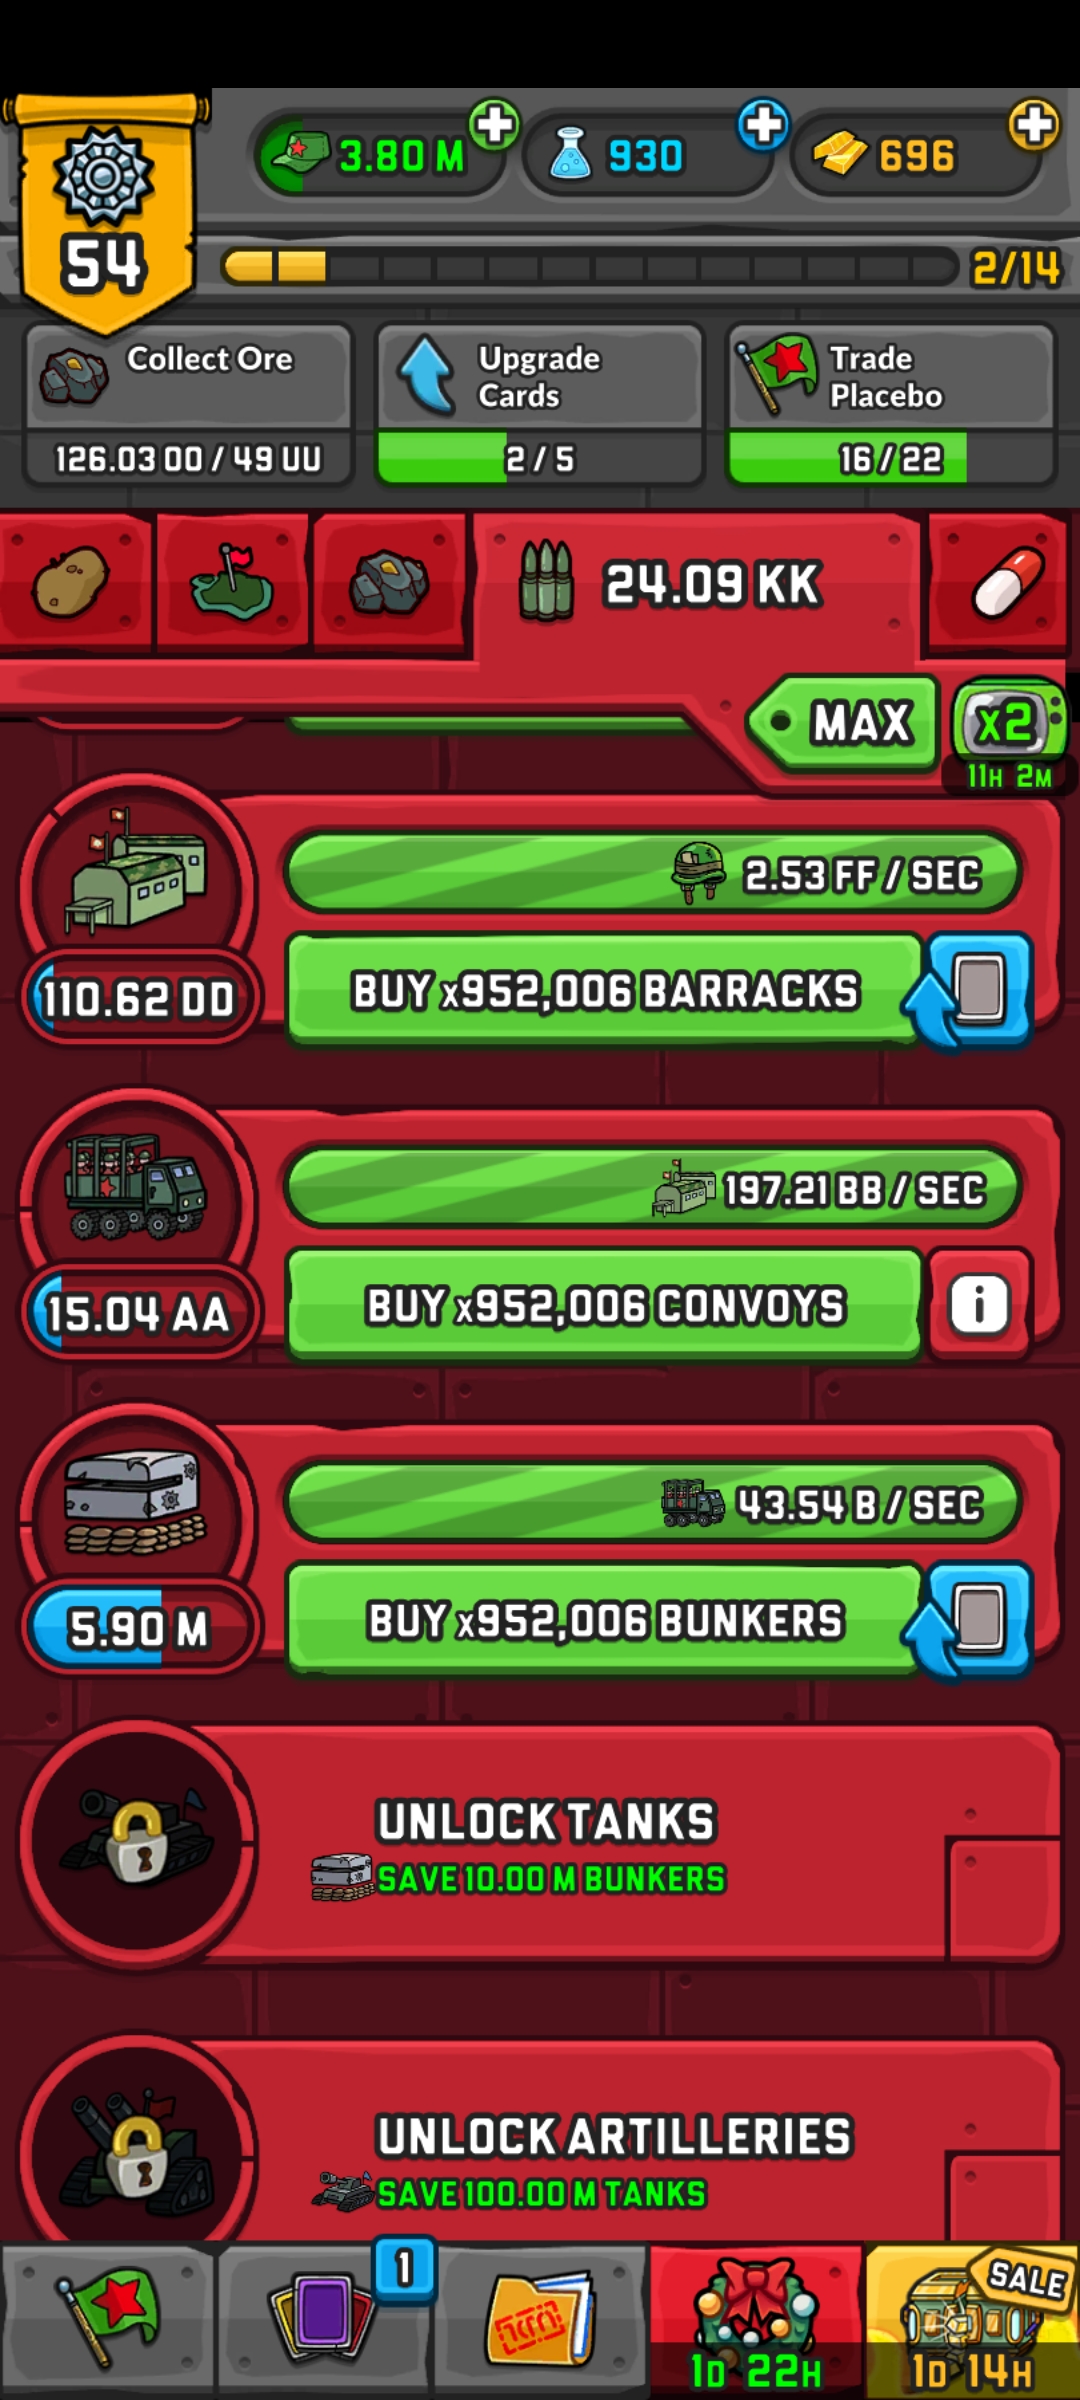 3.80 M
930
696
54
2/14
Collect Ore
126.03 OO / 49 UU
Upgrade
Cards
2 / 5
Trade
Placebo
16 / 22
24.09 KK
MAX
x2
11H 2M
2.53 FF / SEC
110.62 DD
BUY x952,006 BARRACKS
197.21 BB / SEC
15.04 AA
BUY x952,006 CONVOYS
i
43.54 B / SEC
5.90 M
BUY x952,006 BUNKERS
UNLOCK TANKS
SAVE 10.00 M BUNKERS
UNLOCK ARTILLERIES
SAVE 100.00 M TANKS
1
SALE
1D 22H
1D 14H